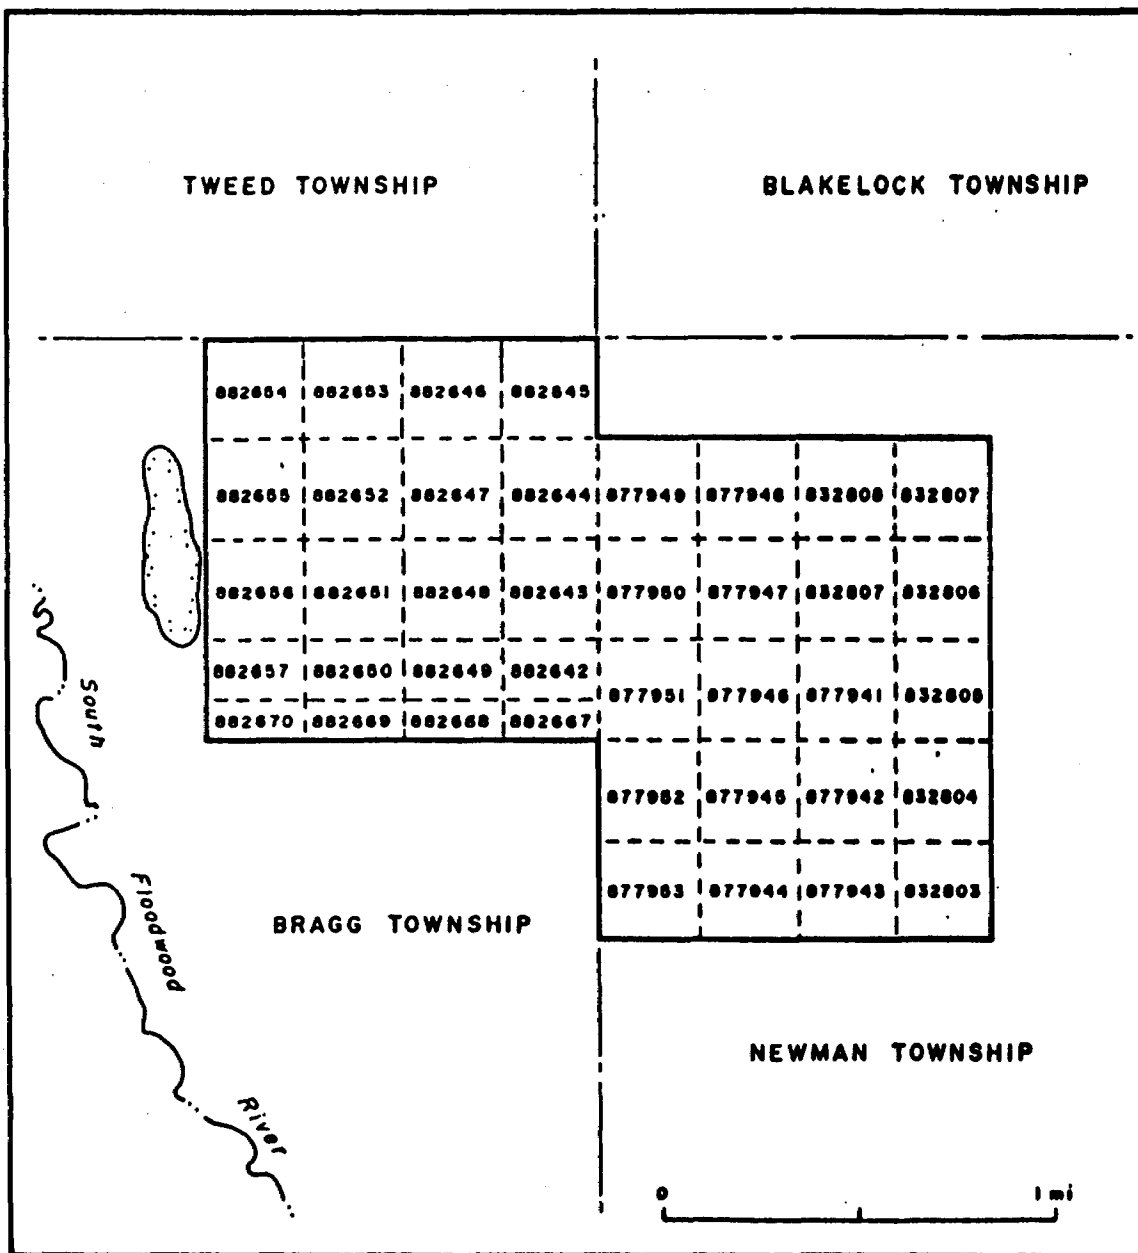 TWEED TOWNSHIP
BLAKELOCK TOWNSHIP
882654 882653 882646 882645
882655 882652 882647 882644 877949 877948 832808 832807
882656 882651 882648 882643 877950 877947 832807 832806
882657 882650 882649 882642
877951 877946 877941 832805
882670 882669 882668 882667
877952 877945 877942 832804
877953 877944 877943 832803
South
Floodwood
River
BRAGG TOWNSHIP
NEWMAN TOWNSHIP
0 1 mi